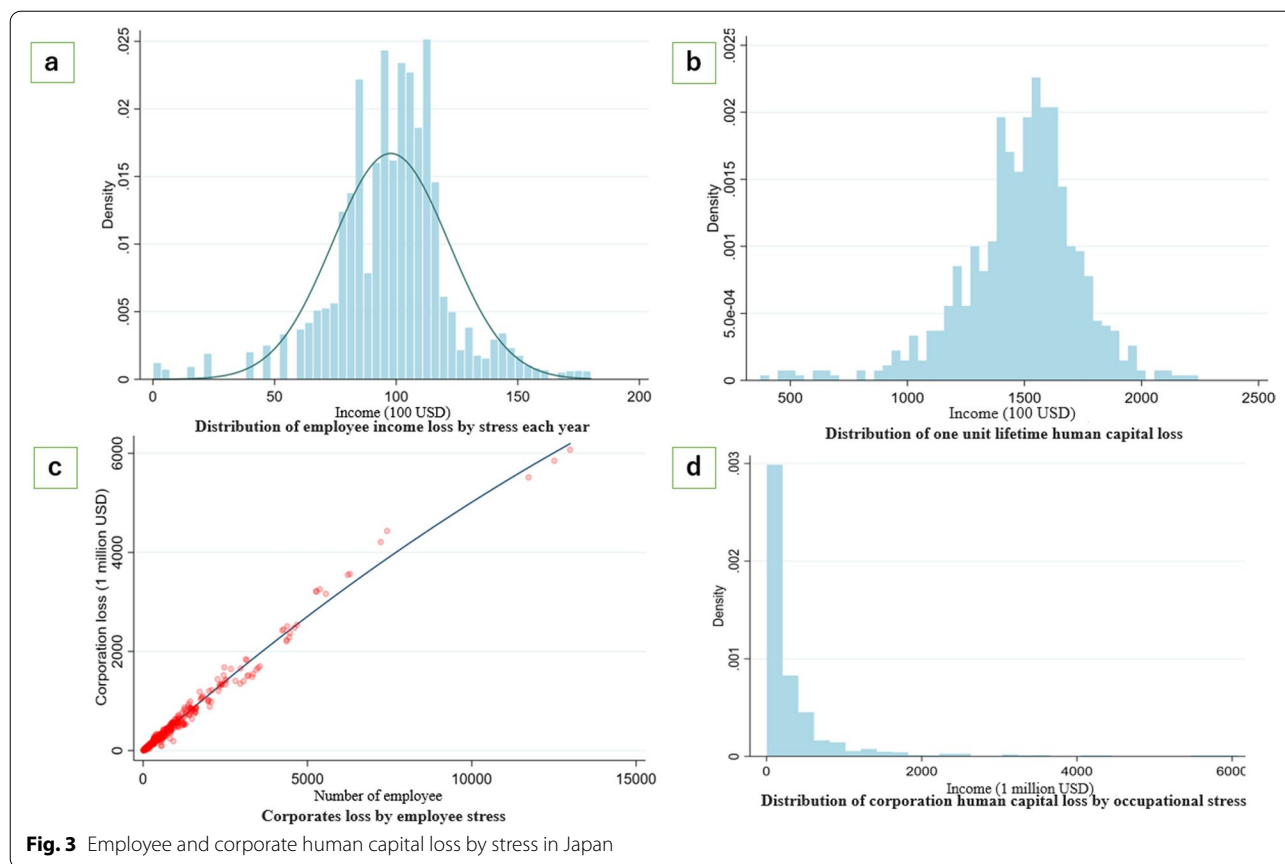 a
Density
0
.005
.01
.015
.02
.025
0
50
100
150
200
Income (100 USD)
Distribution of employee income loss by stress each year
b
Density
0
5.0e-04
.001
.0015
.002
.0025
500
1000
1500
2000
2500
Income (100 USD)
Distribution of one unit lifetime human capital loss
c
Corporation loss (1 million USD)
0
2000
4000
6000
0
5000
10000
15000
Number of employee
Corporates loss by employee stress
d
Density
0
.001
.002
.003
0
2000
4000
6000
Income (1 million USD)
Distribution of corporation human capital loss by occupational stress
Fig. 3 Employee and corporate human capital loss by stress in Japan